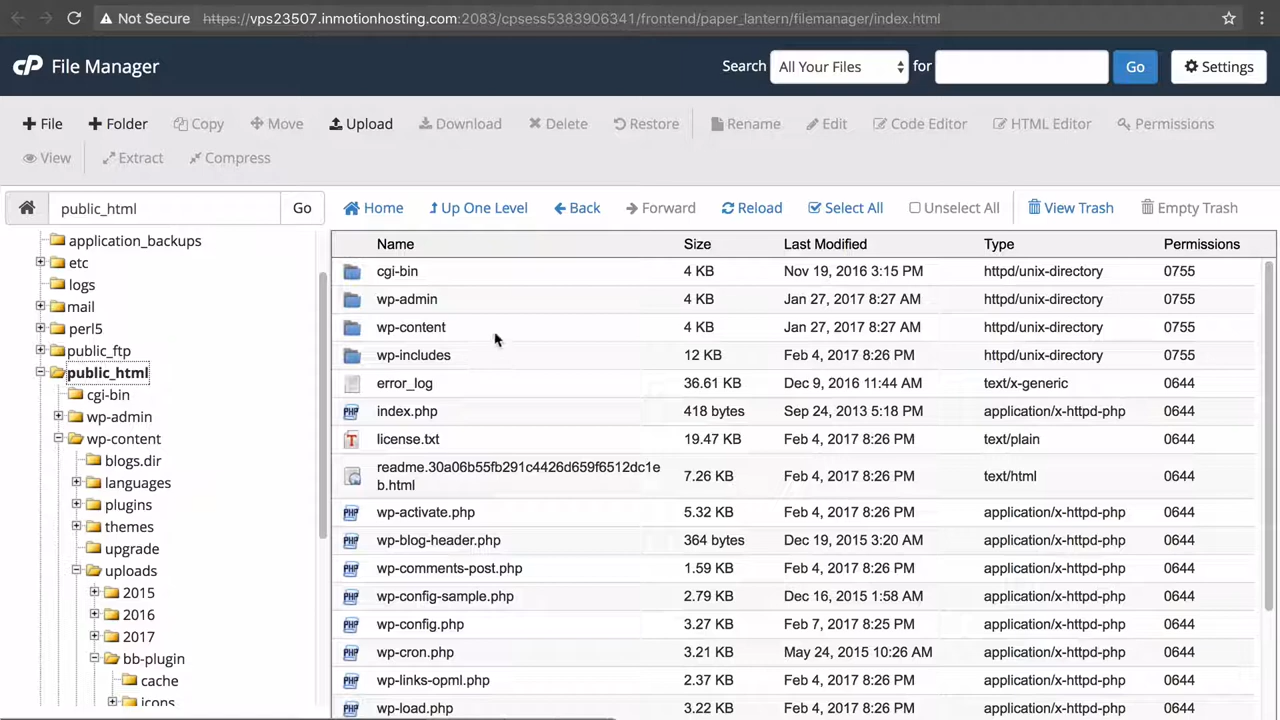 Not Secure https://vps23507.inmotionhosting.com:2083/cpsess5383906341/frontend/paper_lantern/filemanager/index.html
cP File Manager Search All Your Files for Go Settings
File Folder Copy Move Upload Download Delete Restore Rename Edit Code Editor HTML Editor Permissions
View Extract Compress
public_html Go Home Up One Level Back Forward Reload Select All Unselect All View Trash Empty Trash
application_backups
etc
logs
mail
perl5
public_ftp
public_html
cgi-bin
wp-admin
wp-content
blogs.dir
languages
plugins
themes
upgrade
uploads
2015
2016
2017
bb-plugin
cache
icons
Name Size Last Modified Type Permissions
cgi-bin 4 KB Nov 19, 2016 3:15 PM httpd/unix-directory 0755
wp-admin 4 KB Jan 27, 2017 8:27 AM httpd/unix-directory 0755
wp-content 4 KB Jan 27, 2017 8:27 AM httpd/unix-directory 0755
wp-includes 12 KB Feb 4, 2017 8:26 PM httpd/unix-directory 0755
error_log 36.61 KB Dec 9, 2016 11:44 AM text/x-generic 0644
index.php 418 bytes Sep 24, 2013 5:18 PM application/x-httpd-php 0644
license.txt 19.47 KB Feb 4, 2017 8:26 PM text/plain 0644
readme.30a06b55fb291c4426d659f6512dc1e
b.html 7.26 KB Feb 4, 2017 8:26 PM text/html 0644
wp-activate.php 5.32 KB Feb 4, 2017 8:26 PM application/x-httpd-php 0644
wp-blog-header.php 364 bytes Dec 19, 2015 3:20 AM application/x-httpd-php 0644
wp-comments-post.php 1.59 KB Feb 4, 2017 8:26 PM application/x-httpd-php 0644
wp-config-sample.php 2.79 KB Dec 16, 2015 1:58 AM application/x-httpd-php 0644
wp-config.php 3.27 KB Feb 7, 2017 8:25 PM application/x-httpd-php 0644
wp-cron.php 3.21 KB May 24, 2015 10:26 AM application/x-httpd-php 0644
wp-links-opml.php 2.37 KB Feb 4, 2017 8:26 PM application/x-httpd-php 0644
wp-load.php 3.22 KB Feb 4, 2017 8:26 PM application/x-httpd-php 0644